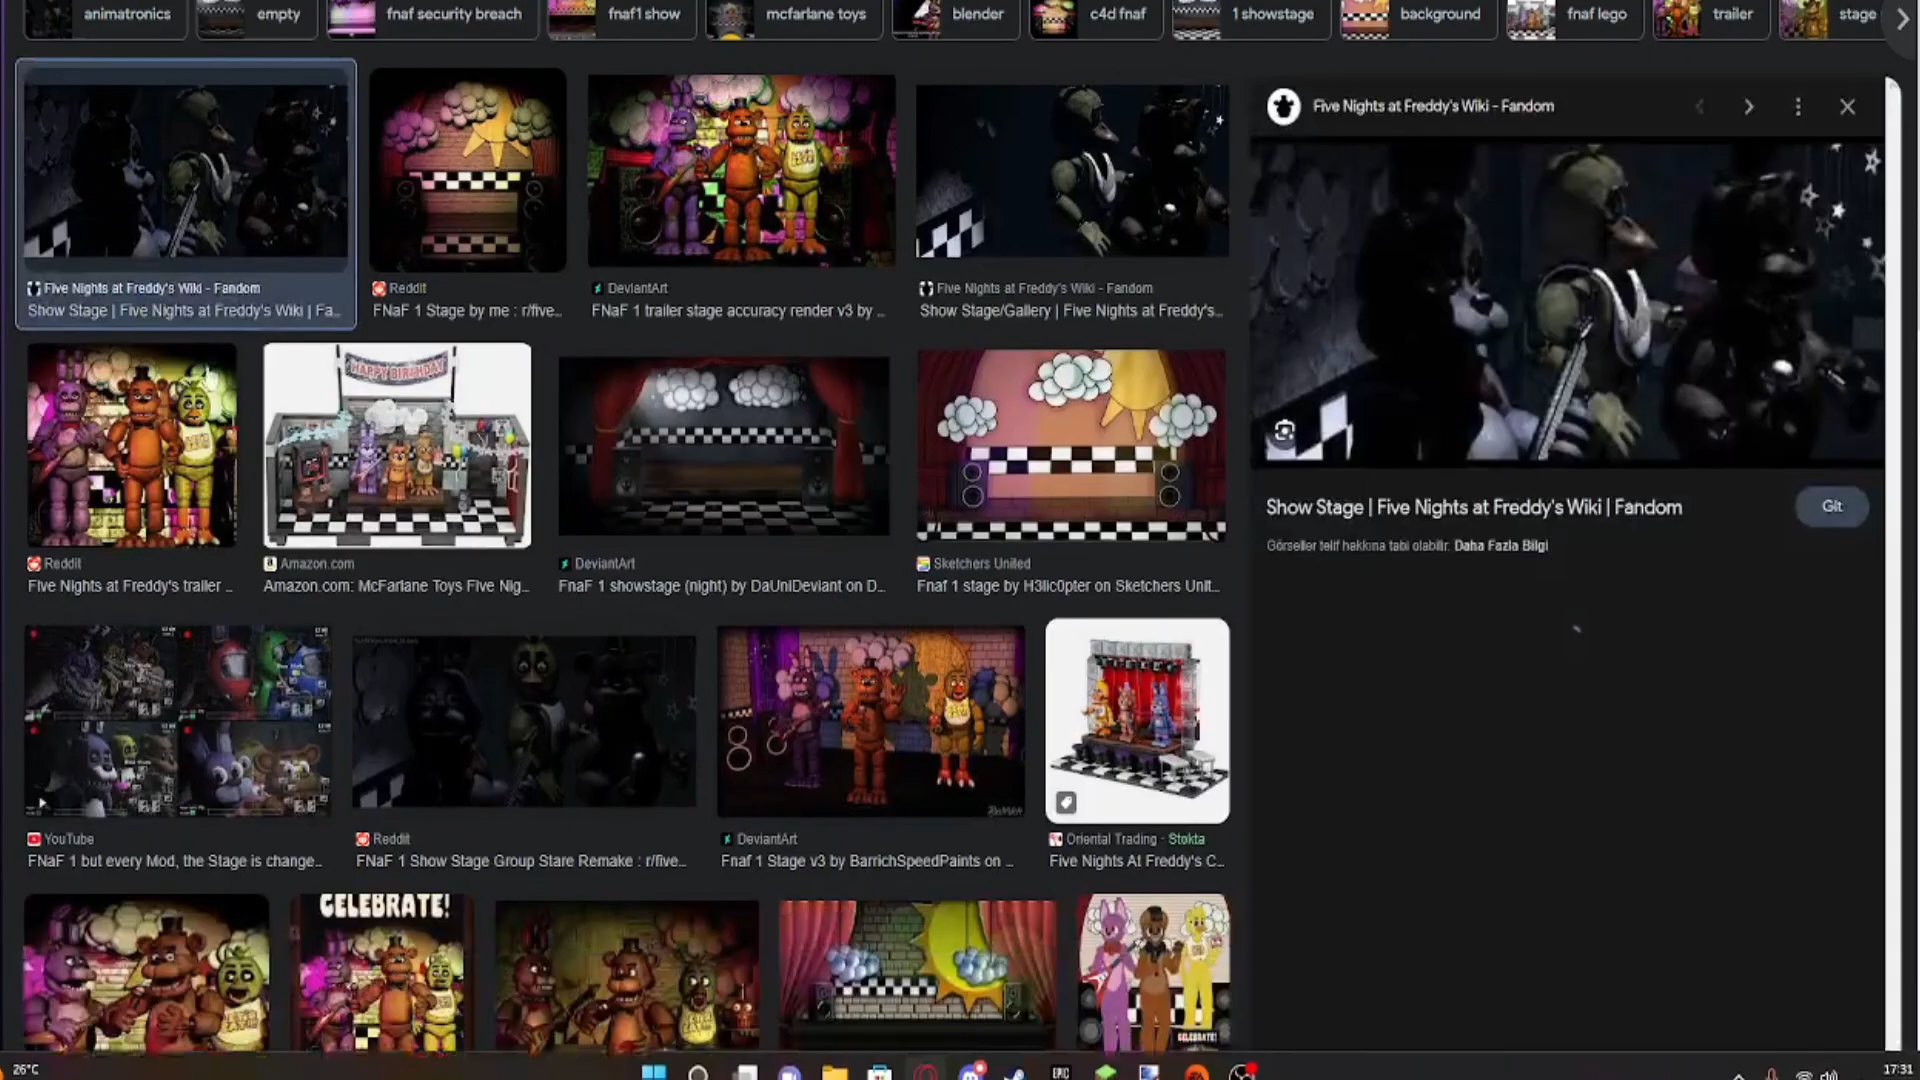 animatronics
empty
fnaf security breach
fnaf1 show
mcfarlane toys
blender
c4d fnaf
1 showstage
background
fnaf lego
trailer
stage
Five Nights at Freddy's Wiki - Fandom
Show Stage | Five Nights at Freddy's Wiki | Fa...
Reddit
FNaF 1 Stage by me : r/five...
DeviantArt
FNaF 1 trailer stage accuracy render v3 by ...
Five Nights at Freddy's Wiki - Fandom
Show Stage/Gallery | Five Nights at Freddy's...
Five Nights at Freddy's Wiki - Fandom
Show Stage | Five Nights at Freddy's Wiki | Fandom
Git
Görseller telif hakkına tabi olabilir. Daha Fazla Bilgi
HAPPY BIRTHDAY
Reddit
Five Nights at Freddy's trailer ...
Amazon.com
Amazon.com: McFarlane Toys Five Nig...
DeviantArt
FnaF 1 showstage (night) by DaUniDeviant on D...
Sketchers United
Fnaf 1 stage by H3lic0pter on Sketchers Unit...
YouTube
FNaF 1 but every Mod, the Stage is change...
Reddit
FNaF 1 Show Stage Group Stare Remake : r/five...
DeviantArt
Fnaf 1 Stage v3 by BarrichSpeedPaints on ...
Oriental Trading - Stokta
Five Nights At Freddy's C...
CELEBRATE!
CELEBRATE!
26°C
EPIC
17:31